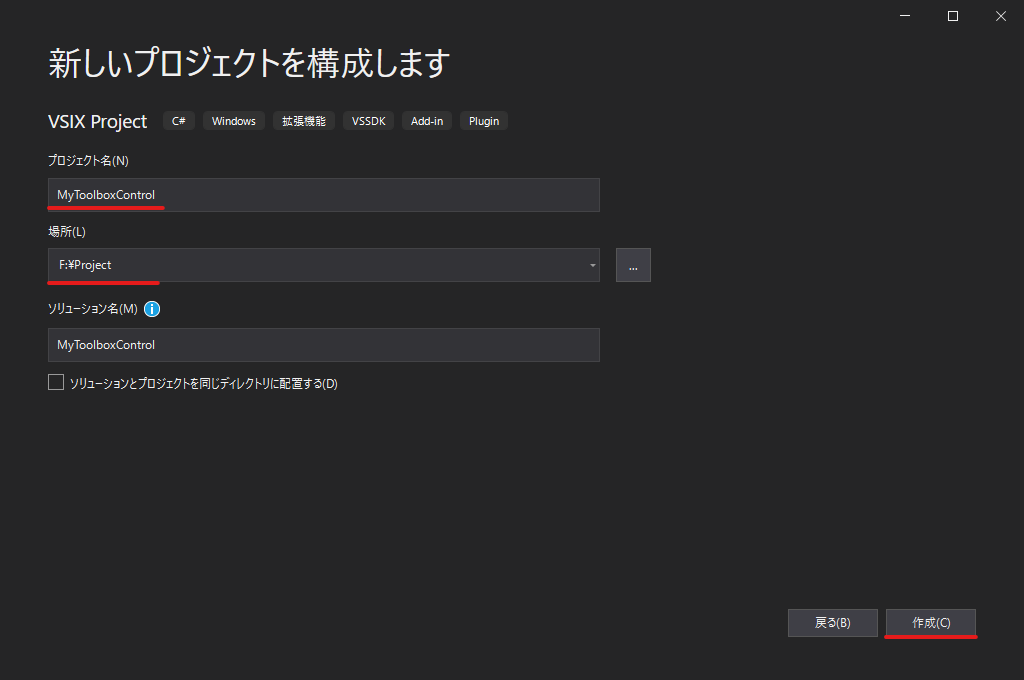 新しいプロジェクトを構成します
VSIX Project C# Windows 拡張機能 VSSDK Add-in Plugin
プロジェクト名(N)
MyToolboxControl
場所(L)
F:¥Project ...
ソリューション名(M) i
MyToolboxControl
ソリューションとプロジェクトを同じディレクトリに配置する(D)
戻る(B) 作成(C)